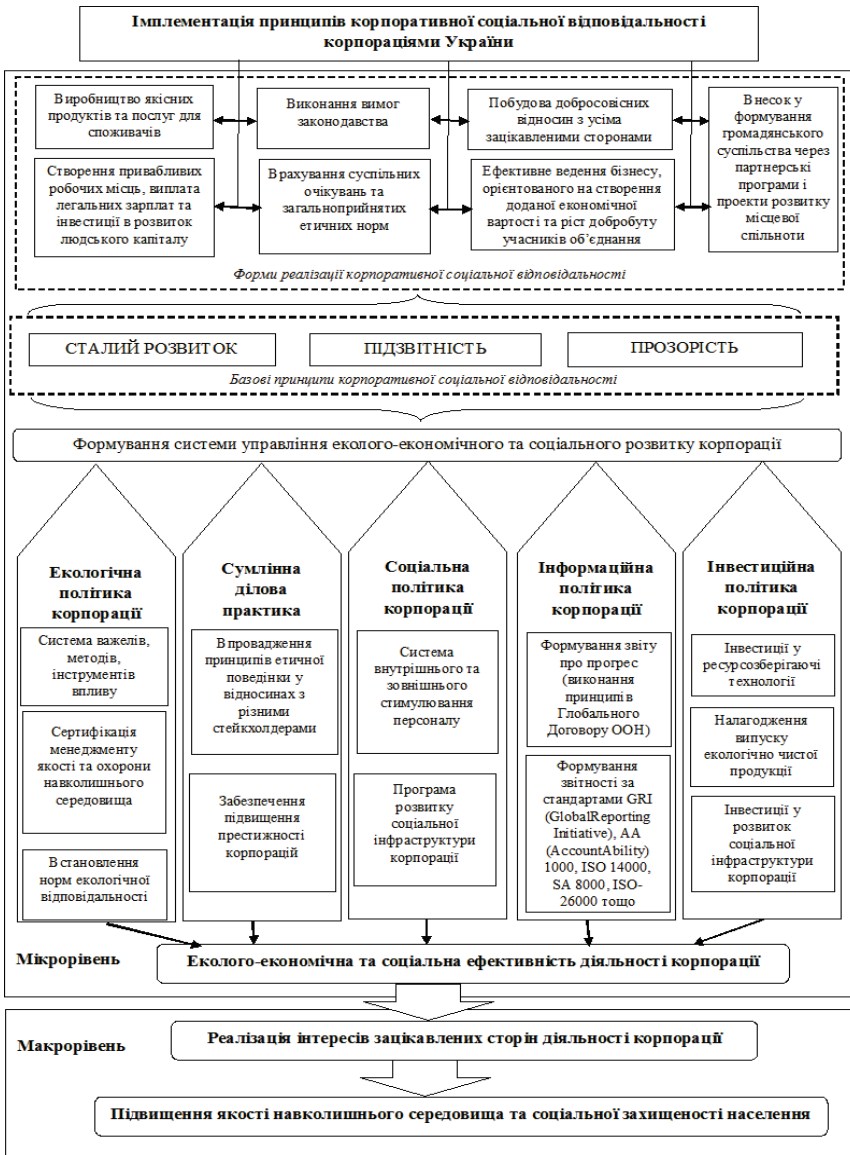 Імплементація принципів корпоративної соціальної відповідальності
корпораціями України
Виробництво якісних
продуктів та послуг для
споживачів
Виконання вимог
законодавства
Побудова добросовісних
відносин з усіма
зацікавленими сторонами
Внесок у
формування
громадянського
суспільства через
партнерські
програми і
проекти розвитку
місцевої
спільноти
Створення привабливих
робочих місць, виплата
легальних зарплат та
інвестиції в розвиток
людського капіталу
Врахування суспільних
очікувань та
загальноприйнятих
етичних норм
Ефективне ведення бізнесу,
орієнтованого на створення
доданої економічної
вартості та ріст добробуту
учасників об’єднання
Форми реалізації корпоративної соціальної відповідальності
СТАЛИЙ РОЗВИТОК
ПІДЗВІТНІСТЬ
ПРОЗОРІСТЬ
Базові принципи корпоративної соціальної відповідальності
Формування системи управління еколого-економічного та соціального розвитку корпорації
Екологічна
політика
корпорації
Система важелів,
методів,
інструментів
впливу
Сертифікація
менеджменту
якості та охорони
навколишнього
середовища
Встановлення
норм екологічної
відповідальності
Сумлінна
ділова
практика
Впровадження
принципів етичної
поведінки у
відносинах з
різними
стейкхолдерами
Забезпечення
підвищення
престижності
корпорацій
Соціальна
політика
корпорації
Система
внутрішнього та
зовнішнього
стимулювання
персоналу
Програма
розвитку
соціальної
інфраструктури
корпорації
Інформаційна
політика
корпорації
Формування звіту
про прогрес
(виконання
принципів
Глобального
Договору ООН)
Формування
звітності за
стандартами GRI
(GlobalReporting
Initiative), AA
(AccountAbility)
1000, ISO 14000,
SA 8000, ISO-
26000 тощо
Інвестиційна
політика
корпорації
Інвестиції у
ресурсозберігаючі
технології
Налагодження
випуску
екологічно чистої
продукції
Інвестиції у
розвиток
соціальної
інфраструктури
корпорації
Мікрорівень
Еколого-економічна та соціальна ефективність діяльності корпорації
Макрорівень
Реалізація інтересів зацікавлених сторін діяльності корпорації
Підвищення якості навколишнього середовища та соціальної захищеності населення